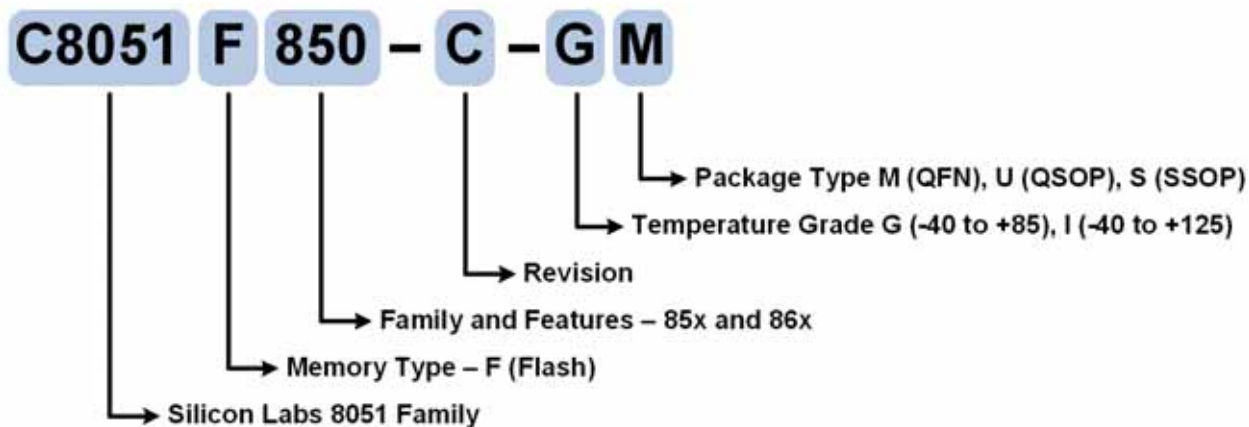 C8051 F 850 – C – G M
Package Type M (QFN), U (QSOP), S (SSOP)
Temperature Grade G (-40 to +85), I (-40 to +125)
Revision
Family and Features – 85x and 86x
Memory Type – F (Flash)
Silicon Labs 8051 Family